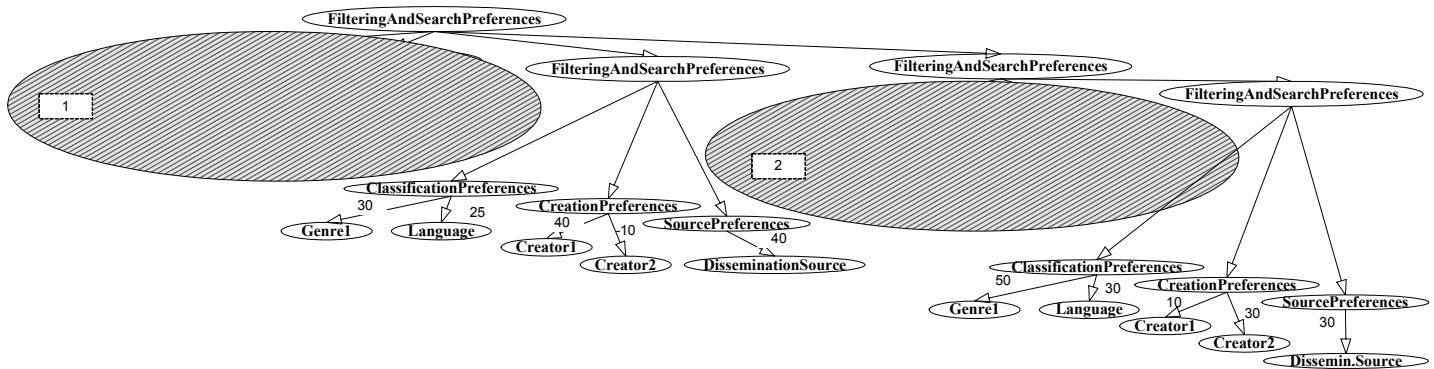 FilteringAndSearchPreferences
FilteringAndSearchPreferences
FilteringAndSearchPreferences
FilteringAndSearchPreferences
1
2
ClassificationPreferences
CreationPreferences
SourcePreferences
30
25
40
-10
40
Genre1
Language
Creator1
Creator2
DisseminationSource
ClassificationPreferences
CreationPreferences
SourcePreferences
50
30
10
30
30
Genre1
Language
Creator1
Creator2
Dissemin.Source